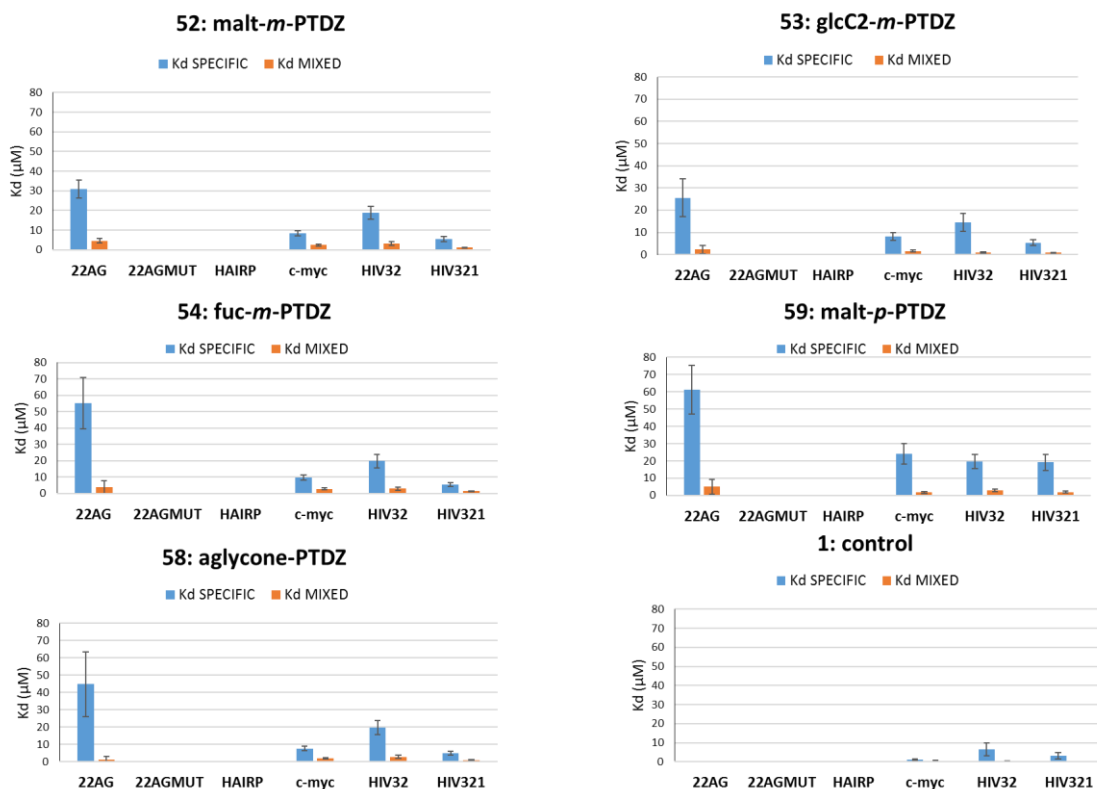 52: malt-m-PTDZ
Kd SPECIFIC Kd MIXED
Kd (µM)
80
70
60
50
40
30
20
10
0
22AG 22AGMUT HAIRP c-myc HIV32 HIV321
53: glcC2-m-PTDZ
Kd SPECIFIC Kd MIXED
Kd (µM)
80
70
60
50
40
30
20
10
0
22AG 22AGMUT HAIRP c-myc HIV32 HIV321
54: fuc-m-PTDZ
Kd SPECIFIC Kd MIXED
Kd (µM)
80
70
60
50
40
30
20
10
0
22AG 22AGMUT HAIRP c-myc HIV32 HIV321
59: malt-p-PTDZ
Kd SPECIFIC Kd MIXED
Kd (µM)
80
70
60
50
40
30
20
10
0
22AG 22AGMUT HAIRP c-myc HIV32 HIV321
58: aglycone-PTDZ
Kd SPECIFIC Kd MIXED
Kd (µM)
80
70
60
50
40
30
20
10
0
22AG 22AGMUT HAIRP c-myc HIV32 HIV321
1: control
Kd SPECIFIC Kd MIXED
Kd (µM)
80
70
60
50
40
30
20
10
0
22AG 22AGMUT HAIRP c-myc HIV32 HIV321